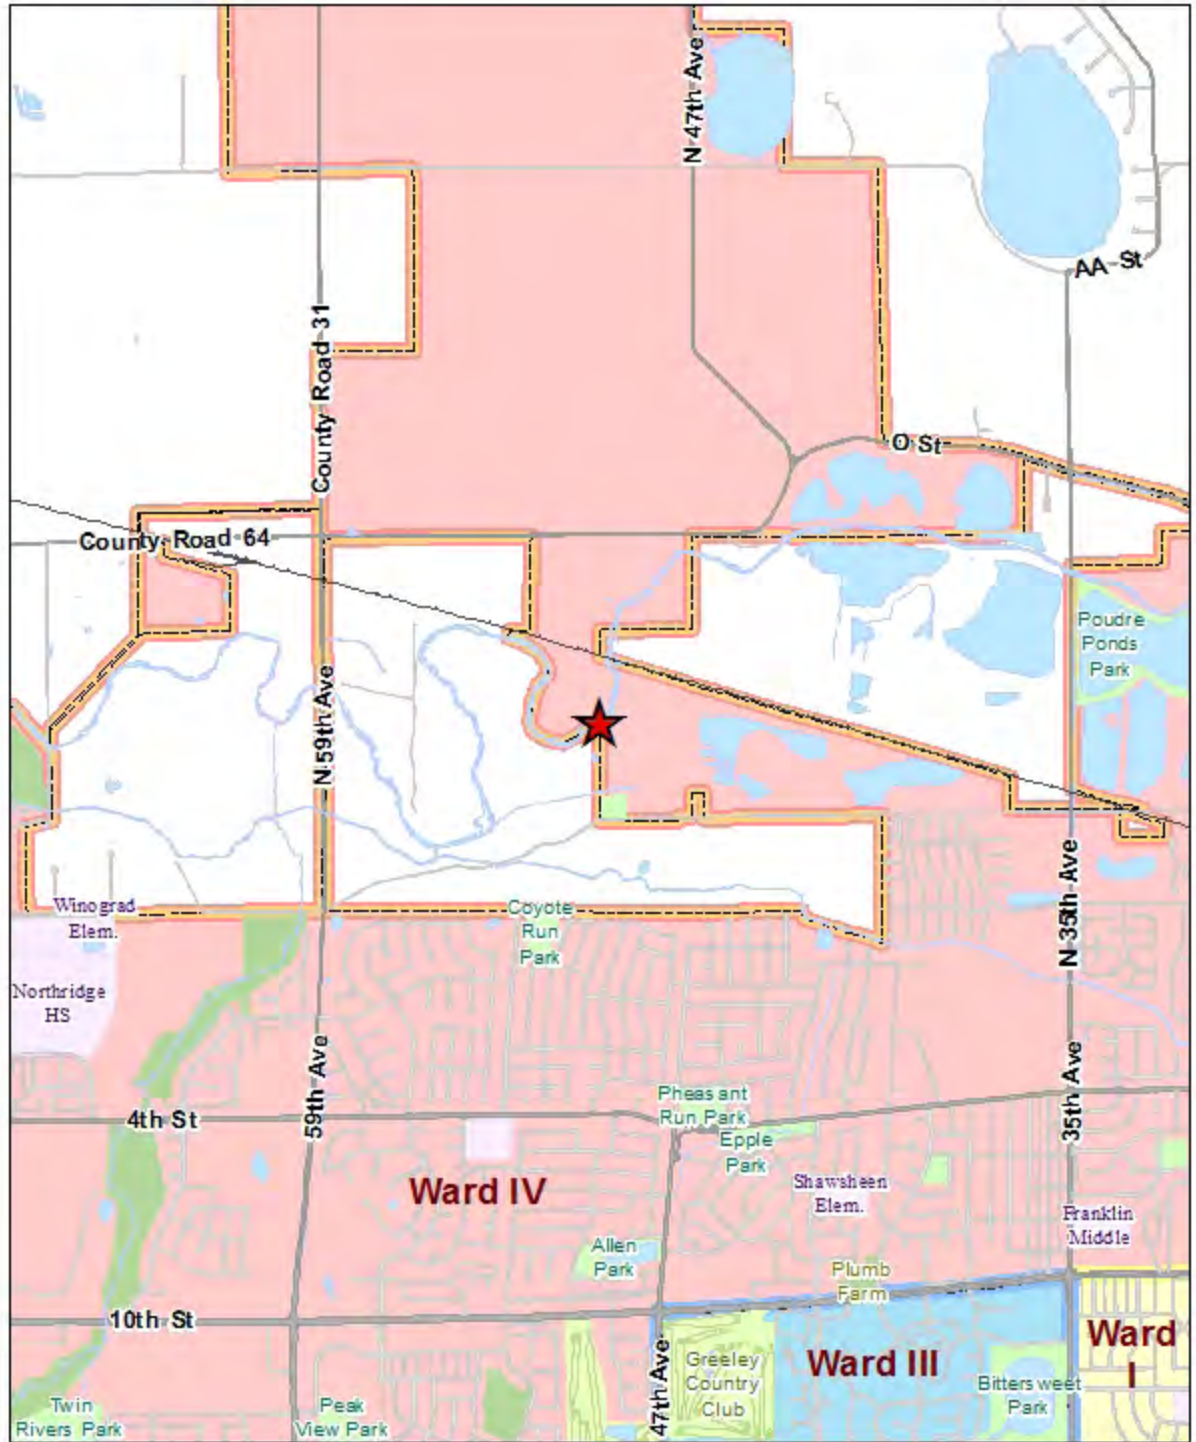 N 47th Ave
AA St
County Road 31
O St
County Road 64
Poudre
Ponds
Park
N 59th Ave
N 35th Ave
Winograd
Elem.
Coyote
Run
Park
Northridge
HS
59th Ave
35th Ave
Pheasant
Run Park
4th St
Epple
Park
Ward IV
Shawsheen
Elem.
Franklin
Middle
Allen
Park
Plumb
Farm
10th St
47th Ave
Greeley
Country
Club
Ward III
Ward
I
Bittersweet
Park
Twin
Rivers Park
Peak
View Park